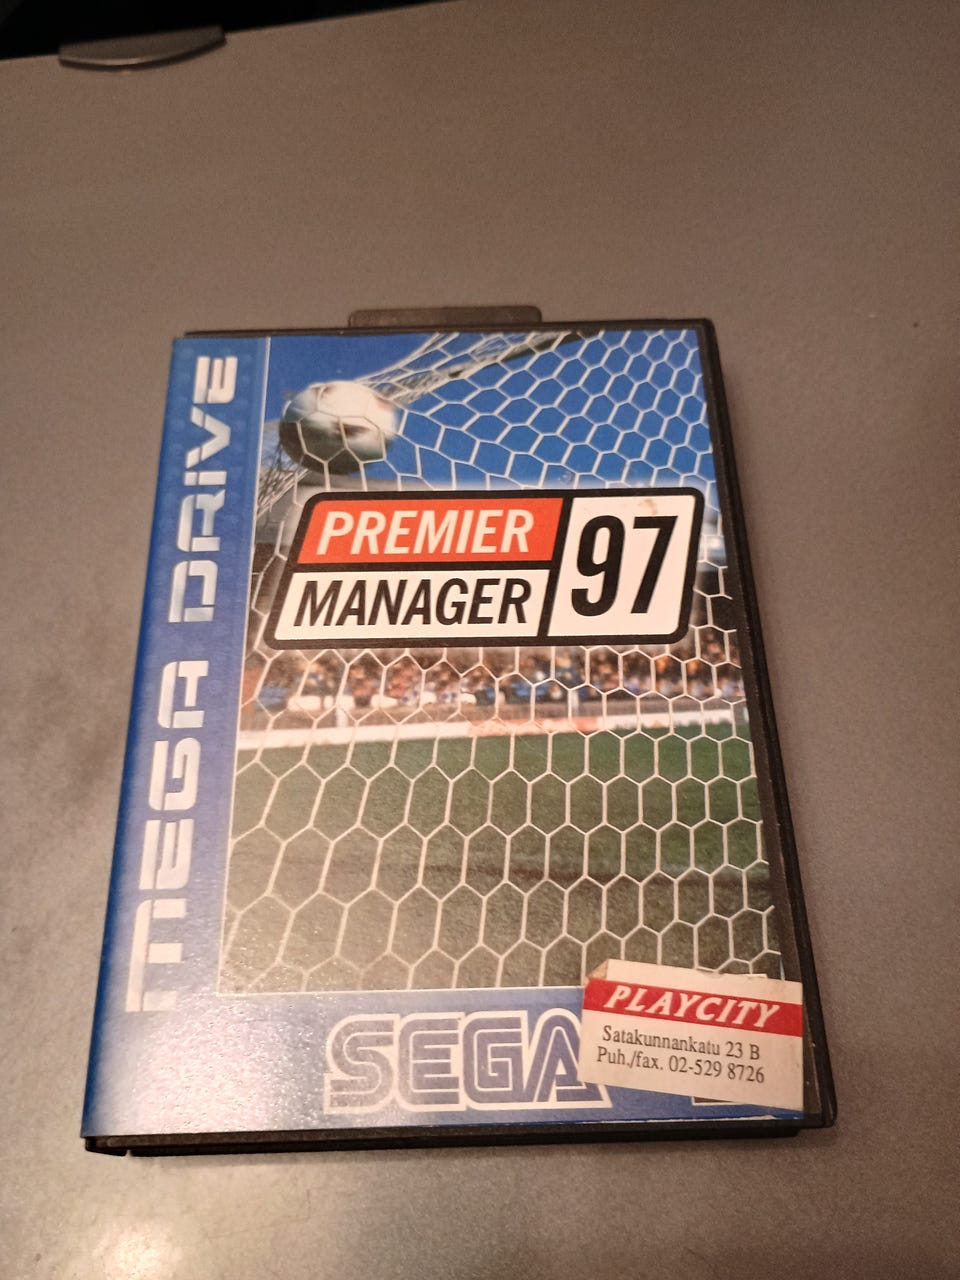 MEGA DRIVE
PREMIER
MANAGER
97
SEGA
PLAYCITY
Satakunnankatu 23 B
Puh./fax. 02-529 8726